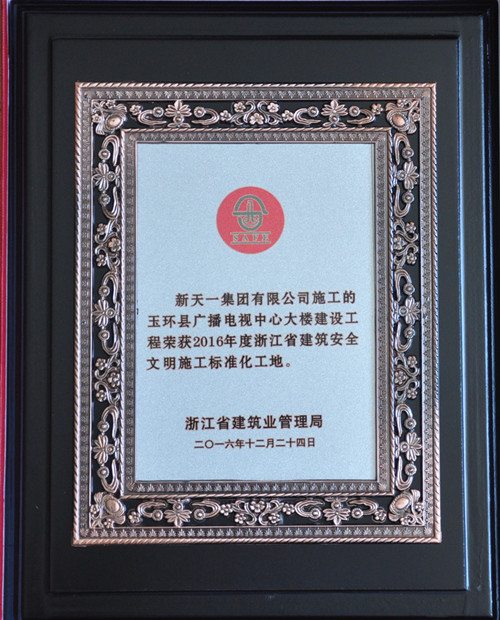 新天一集团有限公司施工的
玉环县广播电视中心大楼建设工
程荣获2016年度浙江省建筑安全
文明施工标准化工地。
浙江省建筑业管理局
二〇一六年十二月二十四日